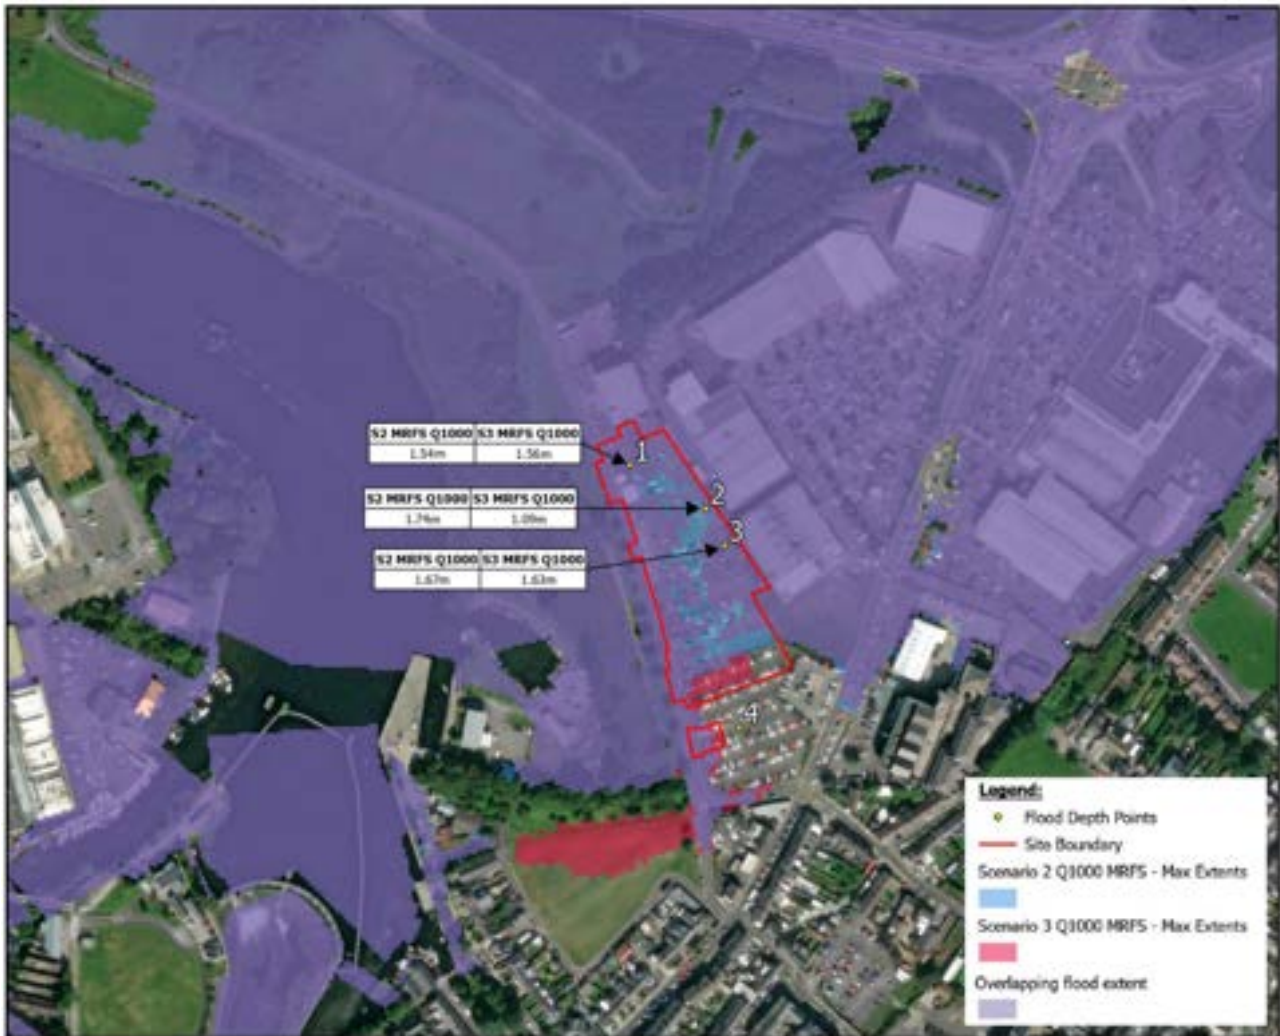 S2 MRFS Q1000 S3 MRFS Q1000
1.54m 1.56m
1
S2 MRFS Q1000 S3 MRFS Q1000
1.74m 1.09m
2
S2 MRFS Q1000 S3 MRFS Q1000
1.67m 1.63m
3
4
Legend:
Flood Depth Points
Site Boundary
Scenario 2 Q1000 MRFS - Max Extents
Scenario 3 Q1000 MRFS - Max Extents
Overlapping flood extent